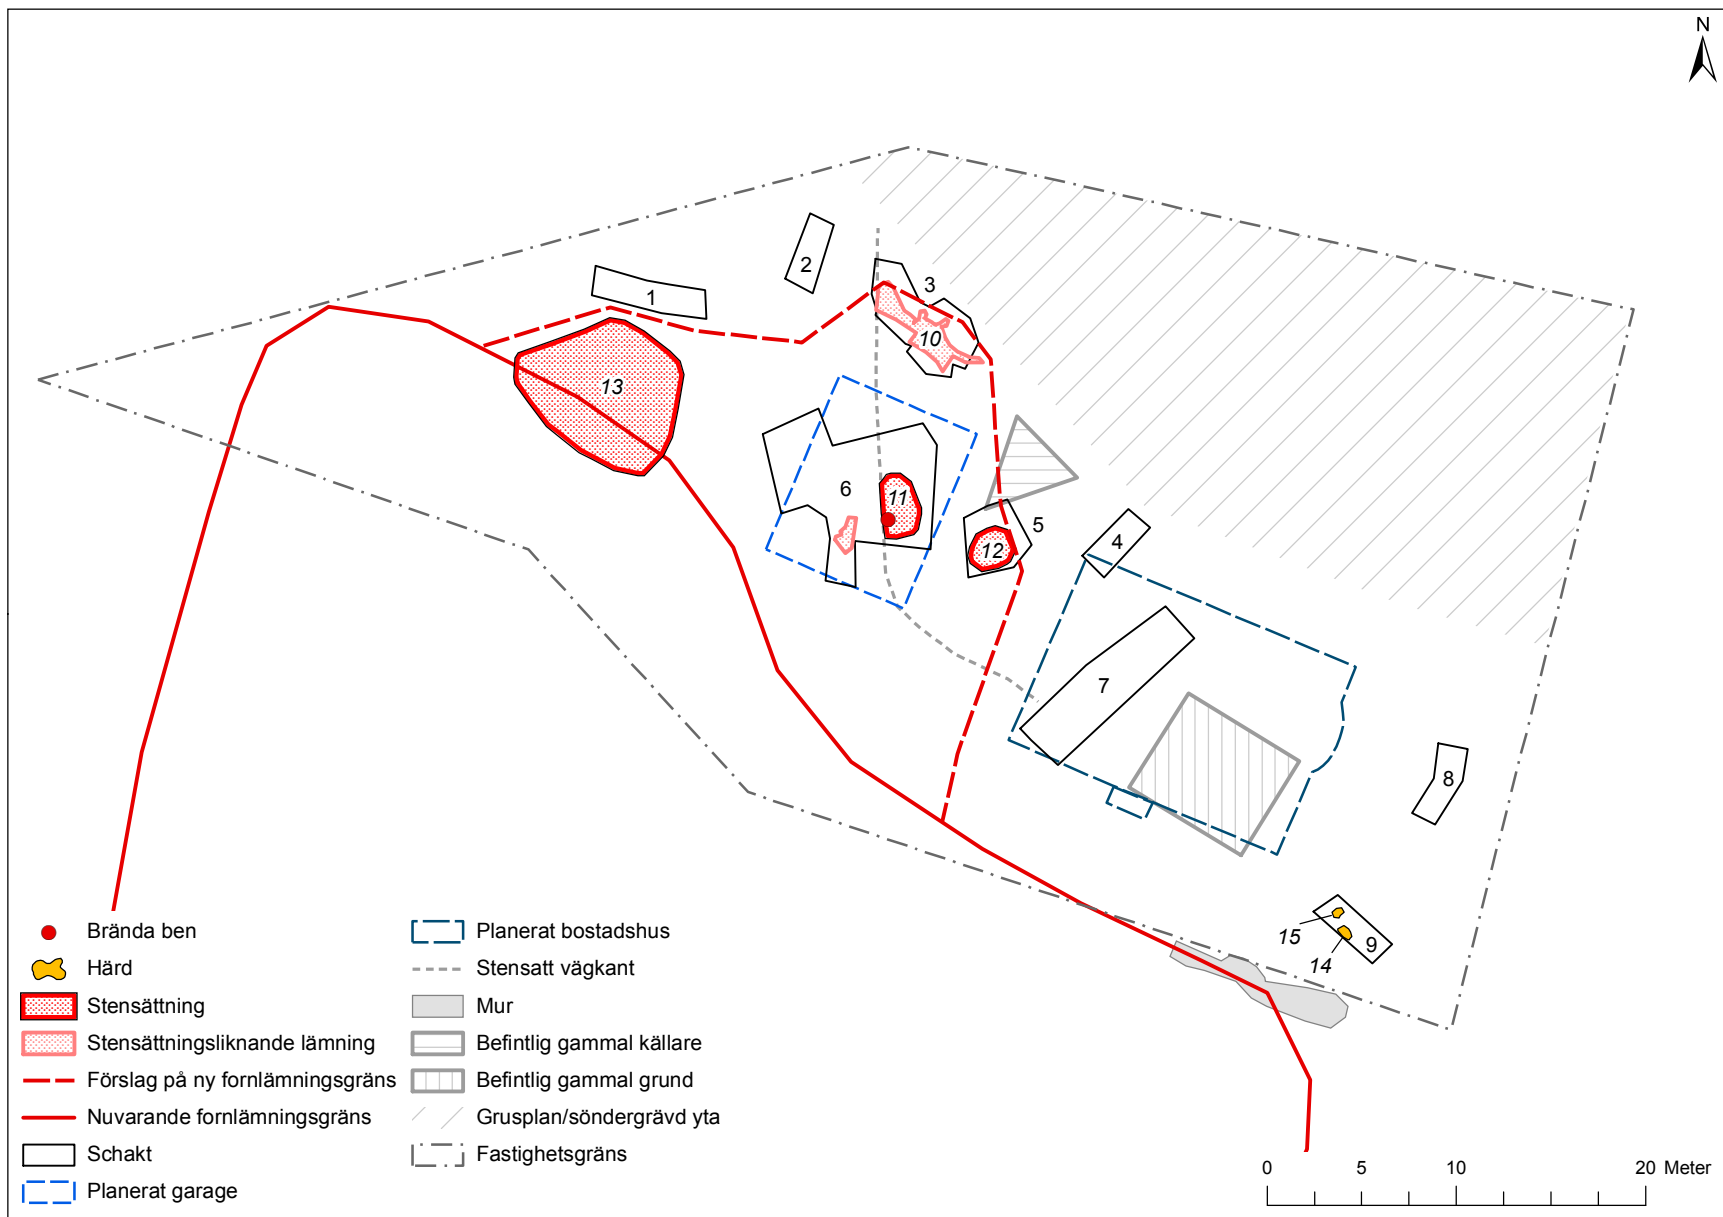 N
2
3
1
10
13
6
11
5
12
4
7
8
15
14
9
Brända ben
Härd
Stensättning
Stensättningsliknande lämning
Förslag på ny fornlämningsgräns
Nuvarande fornlämningsgräns
Schakt
Planerat garage
Planerat bostadshus
Stensatt vägkant
Mur
Befintlig gammal källare
Befintlig gammal grund
Grusplan/söndergrävd yta
Fastighetsgräns
0 5 10 20 Meter